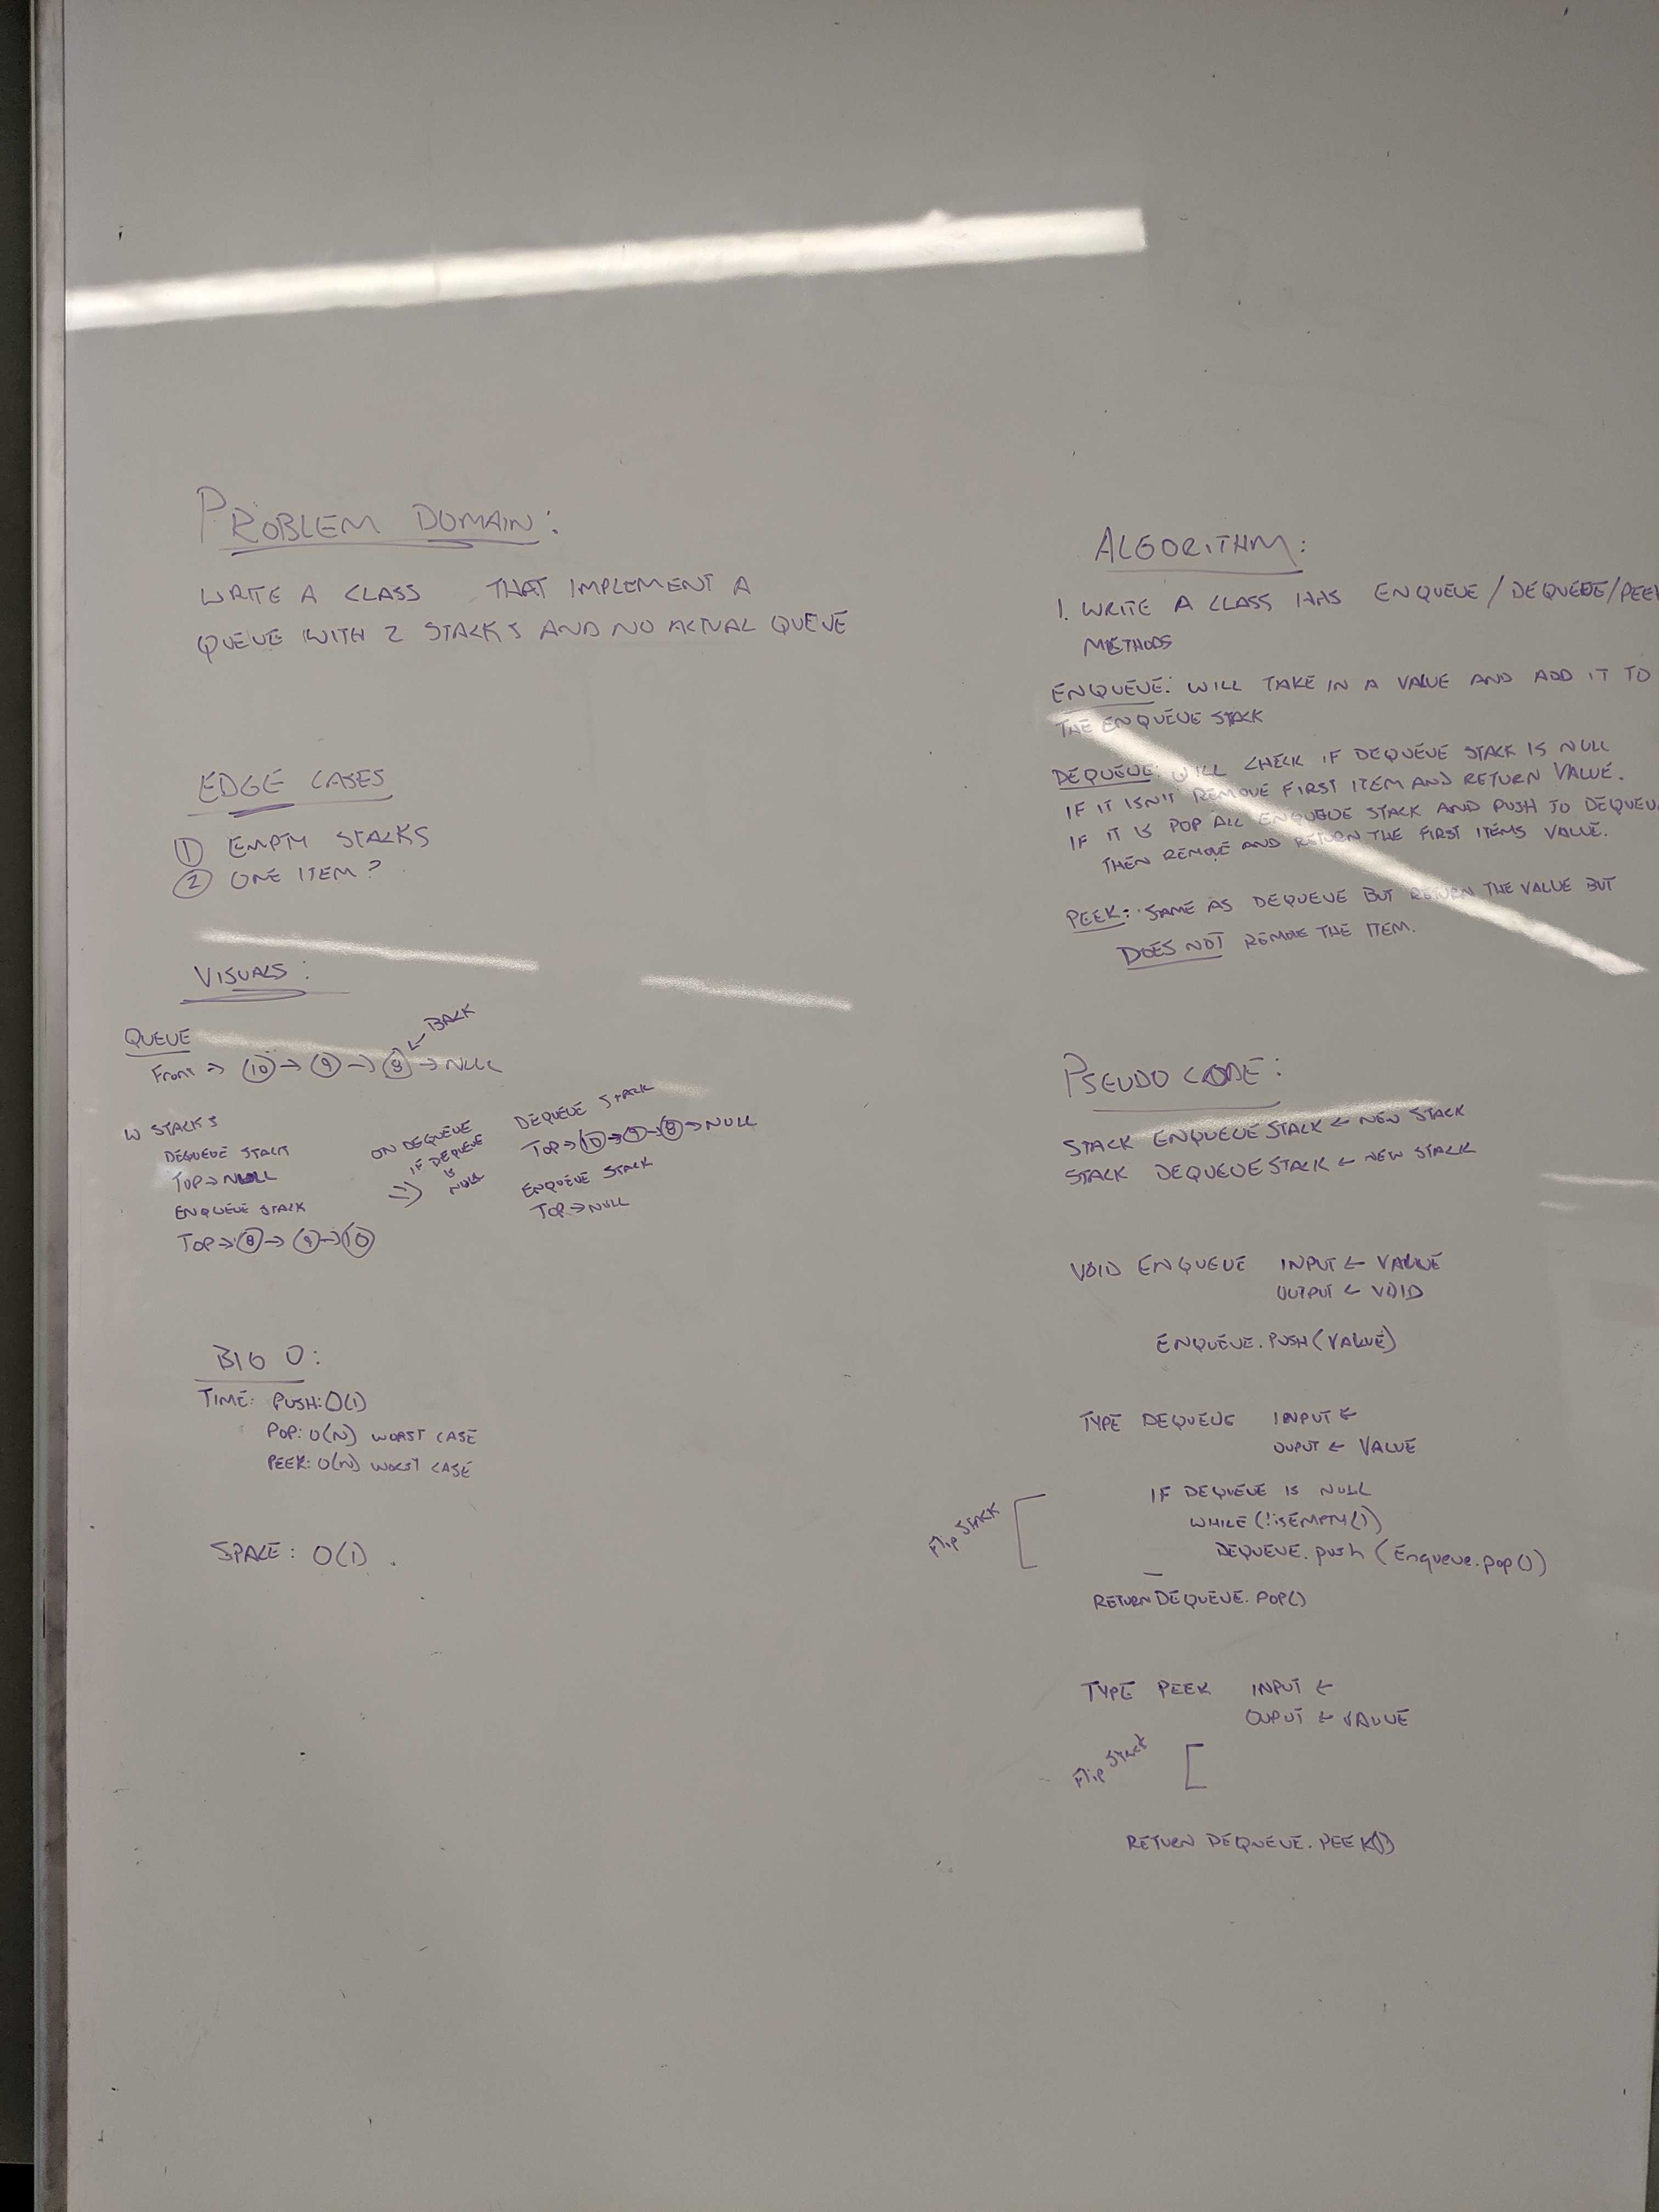 PROBLEM DOMAIN:
WRITE A CLASS THAT IMPLEMENT A
QUEUE WITH 2 STACKS AND NO ACTUAL QUEUE
EDGE CASES
① EMPTY STACKS
② ONE ITEM?
VISUALS:
QUEUE
BACK
FRONT => 10 -> 9 -> 8 -> NULL
W STACKS
DEQUEUE STACK
TOP -> NULL
ENQUEUE STACK
TOP => 8 -> 9 -> 10
ON DEQUEUE
IF DEQUEUE
IS
NULL
=>
DEQUEUE STACK
TOP => 10 -> 9 -> 8 -> NULL
ENQUEUE STACK
TOP => NULL
BIG O:
TIME: PUSH: O(1)
POP: O(N) WORST CASE
PEEK: O(N) WORST CASE
SPACE: O(1).
ALGORITHM:
1. WRITE A CLASS HAS ENQUEUE / DEQUEUE / PEEK
METHODS
ENQUEUE: WILL TAKE IN A VALUE AND ADD IT TO
THE ENQUEUE STACK
DEQUEUE: WILL CHECK IF DEQUEUE STACK IS NULL
IF IT ISN'T REMOVE FIRST ITEM AND RETURN VALUE.
IF IT IS POP ALL ENQUEUE STACK AND PUSH TO DEQUEU
THEN REMOVE AND RETURN THE FIRST ITEMS VALUE.
PEEK: SAME AS DEQUEUE BUT RETURN THE VALUE BUT
DOES NOT REMOVE THE ITEM.
PSEUDO CODE:
STACK ENQUEUESTACK <- NEW STACK
STACK DEQUEUESTACK <- NEW STACK
VOID ENQUEUE INPUT <- VALUE
OUTPUT <- VOID
ENQUEUE.PUSH(VALUE)
TYPE DEQUEUE INPUT <-
OUPUT <- VALUE
Flip STACK
IF DEQUEUE IS NULL
WHILE (!isEMPTY())
DEQUEUE.push (Enqueue.pop())
RETURN DEQUEUE.POP()
TYPE PEEK INPUT <-
OUPUT <- VALUE
Flip STACK
RETURN DEQUEUE.PEEK()